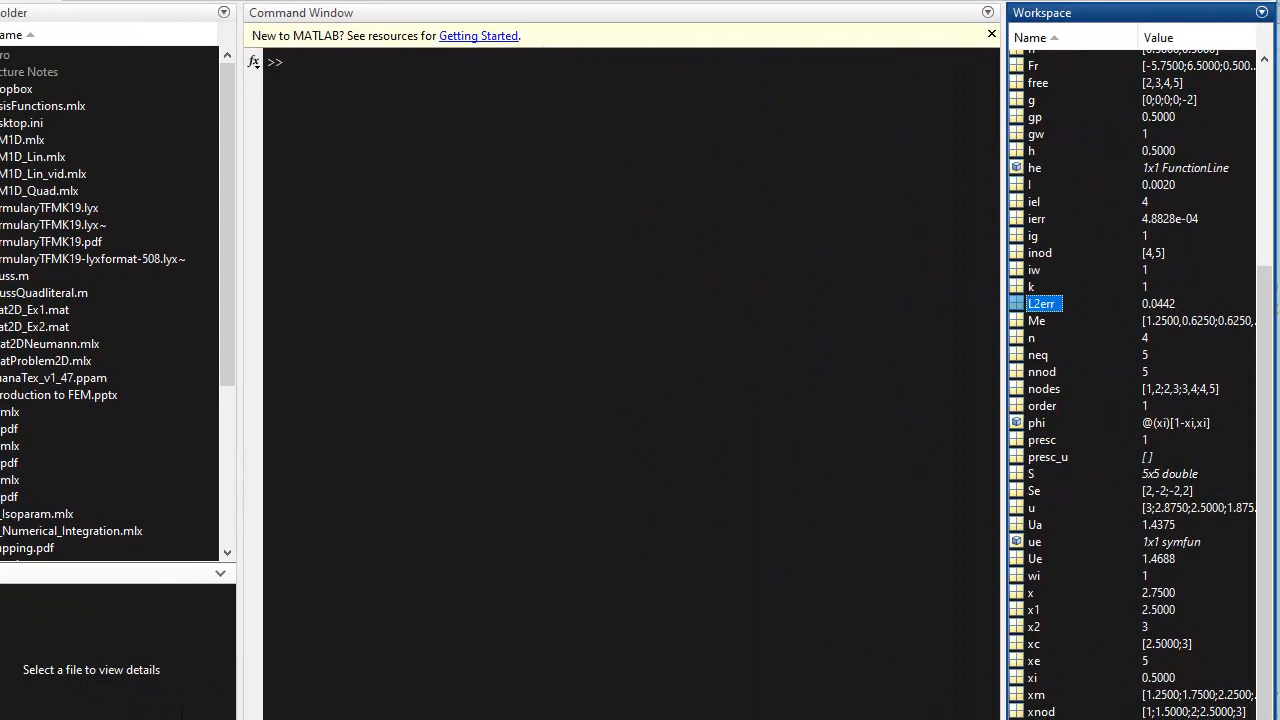 older
Command Window
Workspace
ame
New to MATLAB? See resources for Getting Started.
Name
Value
ro
cture Notes
opbox
sisFunctions.mlx
sktop.ini
M1D.mlx
M1D_Lin.mlx
M1D_Lin_vid.mlx
M1D_Quad.mlx
rmularyTFMK19.lyx
rmularyTFMK19.lyx~
rmularyTFMK19.pdf
rmularyTFMK19-lyxformat-508.lyx~
uss.m
ussQuadliteral.m
at2D_Ex1.mat
at2D_Ex2.mat
at2DNeumann.mlx
atProblem2D.mlx
uanaTex_v1_47.ppam
roduction to FEM.pptx
.mlx
.pdf
.mlx
.pdf
.mlx
.pdf
_Isoparam.mlx
_Numerical_Integration.mlx
pping.pdf
Select a file to view details
fx >>
Fr [-5.7500;6.5000;0.500...
free [2,3,4,5]
g [0;0;0;0;-2]
gp 0.5000
gw 1
h 0.5000
he 1x1 FunctionLine
I 0.0020
iel 4
ierr 4.8828e-04
ig 1
inod [4,5]
iw 1
k 1
L2err 0.0442
Me [1.2500,0.6250;0.6250,...
n 4
neq 5
nnod 5
nodes [1,2;2,3;3,4;4,5]
order 1
phi @(xi)[1-xi,xi]
presc 1
presc_u []
S 5x5 double
Se [2,-2;-2,2]
u [3;2.8750;2.5000;1.875...
Ua 1.4375
ue 1x1 symfun
Ue 1.4688
wi 1
x 2.7500
x1 2.5000
x2 3
xc [2.5000;3]
xe 5
xi 0.5000
xm [1.2500;1.7500;2.2500;...
xnod [1;1.5000;2;2.5000;3]